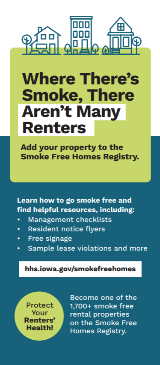 Where There's
Smoke, There
Aren't Many
Renters
Add your property to the
Smoke Free Homes Registry.
Learn how to go smoke free and
find helpful resources, including:
• Management checklists
• Resident notice flyers
• Free signage
• Sample lease violations and more
hhs.iowa.gov/smokefreehomes
Protect
Your
Renters'
Health!
Become one of the
1,700+ smoke free
rental properties
on the Smoke Free
Homes Registry.